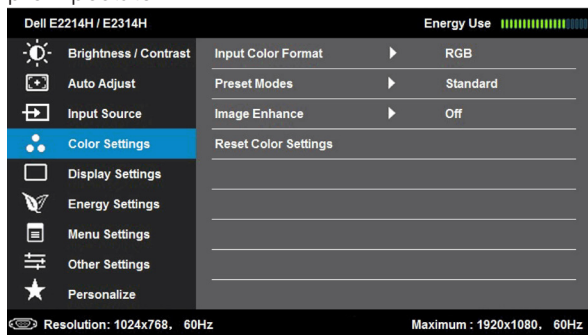 Dell E2214H / E2314H Energy Use
Brightness / Contrast Input Color Format RGB
Auto Adjust Preset Modes Standard
Input Source Image Enhance Off
Color Settings Reset Color Settings
Display Settings
Energy Settings
Menu Settings
Other Settings
Personalize
Resolution: 1024x768, 60Hz Maximum : 1920x1080, 60Hz